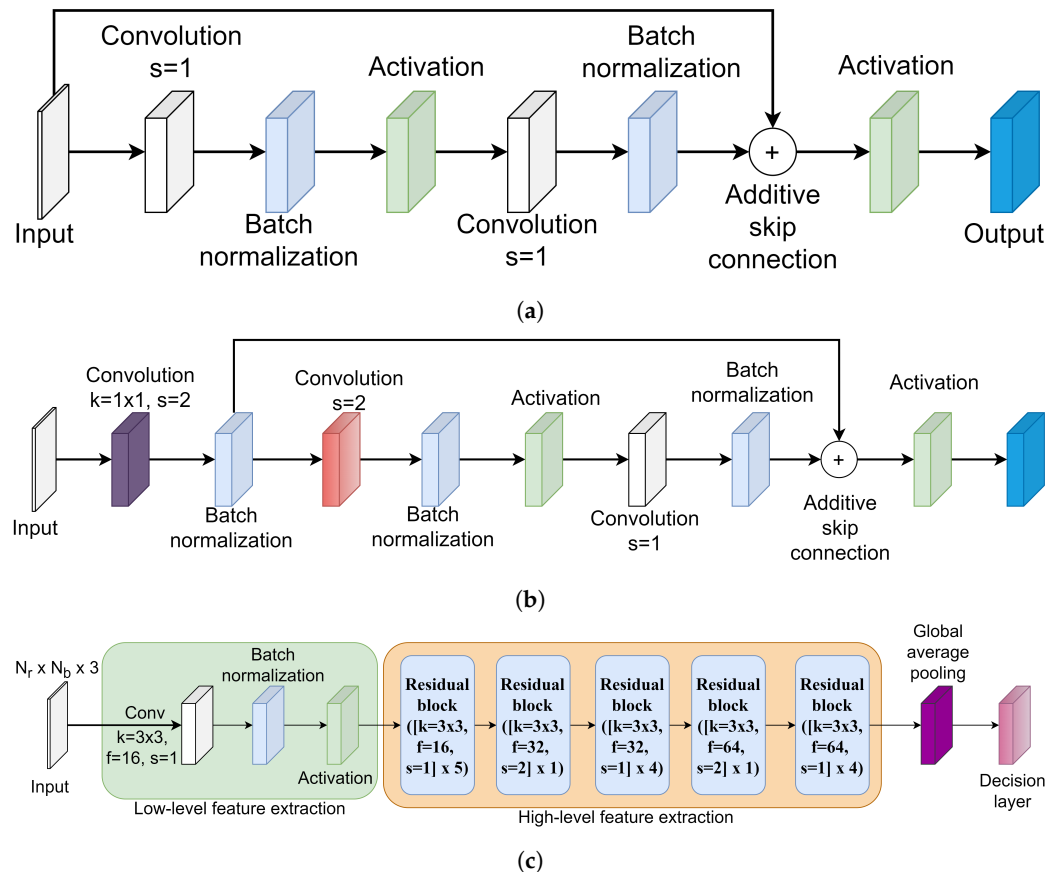 Convolution
s=1
Activation
Batch
normalization
Activation
Input
Batch
normalization
Convolution
s=1
+
Additive
skip
connection
Output
(a)
Convolution
k=1x1, s=2
Convolution
s=2
Activation
Batch
normalization
Activation
Input
Batch
normalization
Batch
normalization
Convolution
s=1
+
Additive
skip
connection
(b)
N_r x N_b x 3
Input
Conv
k=3x3,
f=16, s=1
Batch
normalization
Activation
Low-level feature extraction
Residual
block
([k=3x3,
f=16,
s=1] x 5)
Residual
block
([k=3x3,
f=32,
s=2] x 1)
Residual
block
([k=3x3,
f=32,
s=1] x 4)
Residual
block
([k=3x3,
f=64,
s=2] x 1)
Residual
block
([k=3x3,
f=64,
s=1] x 4)
High-level feature extraction
Global
average
pooling
Decision
layer
(c)